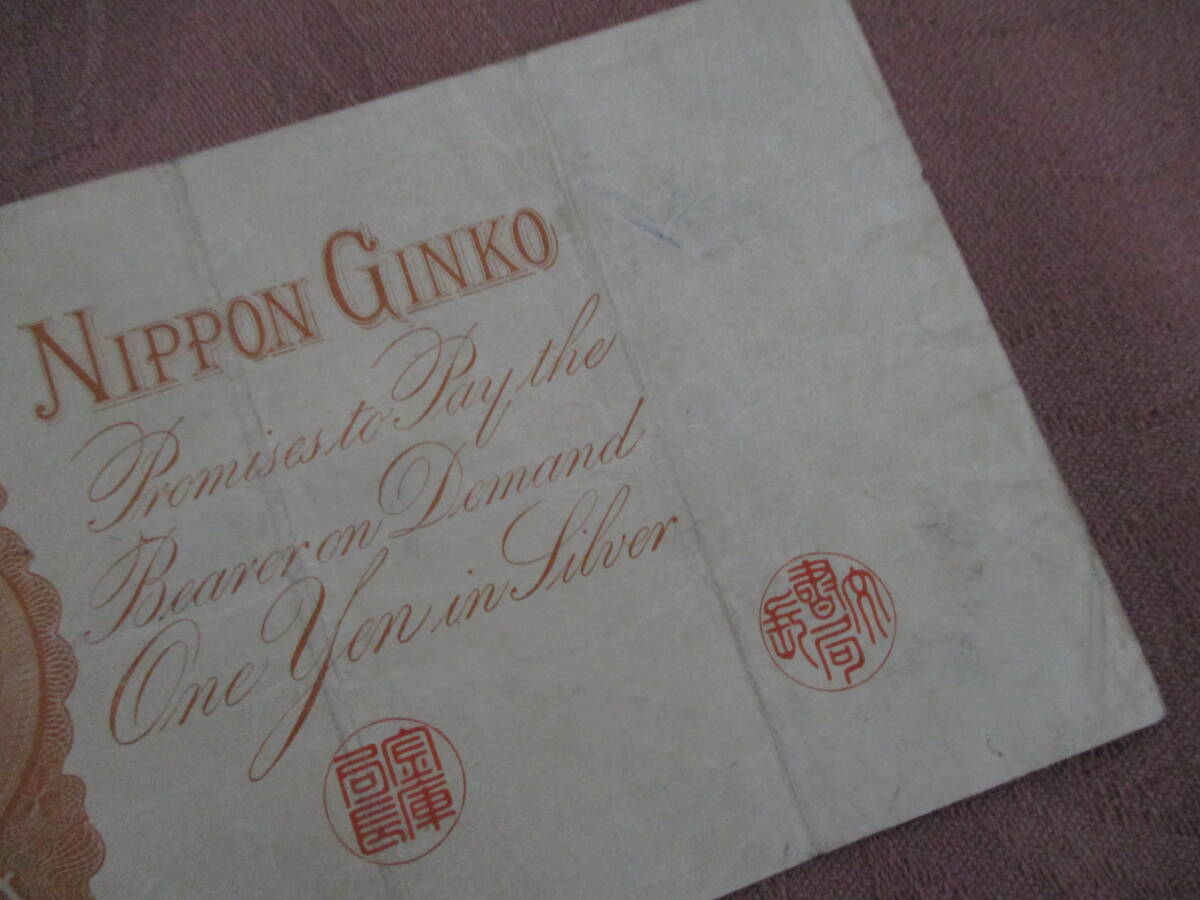 NIPPON GINKO
Promises to Pay the
Bearer on Demand
One Yen in Silver
金庫局長
文書局長